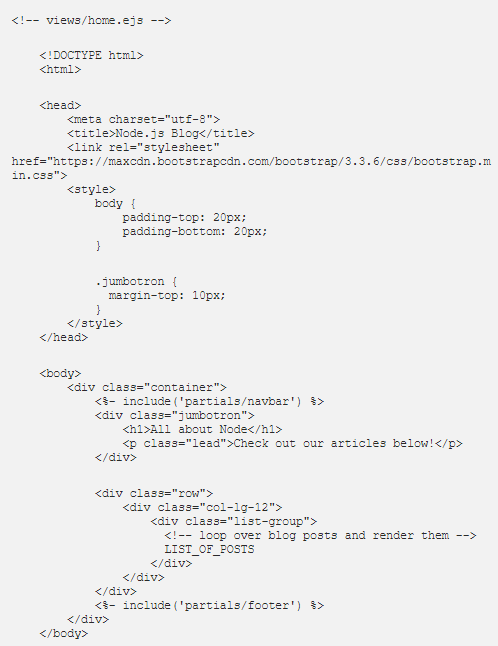 <!-- views/home.ejs -->
<!DOCTYPE html>
<html>
<head>
<meta charset="utf-8">
<title>Node.js Blog</title>
<link rel="stylesheet"
href="https://maxcdn.bootstrapcdn.com/bootstrap/3.3.6/css/bootstrap.m
in.css">
<style>
body {
padding-top: 20px;
padding-bottom: 20px;
}
.jumbotron {
margin-top: 10px;
}
</style>
</head>
<body>
<div class="container">
<%- include('partials/navbar') %>
<div class="jumbotron">
<h1>All about Node</h1>
<p class="lead">Check out our articles below!</p>
</div>
<div class="row">
<div class="col-lg-12">
<div class="list-group">
<!-- loop over blog posts and render them -->
LIST_OF_POSTS
</div>
</div>
</div>
<%- include('partials/footer') %>
</div>
</body>